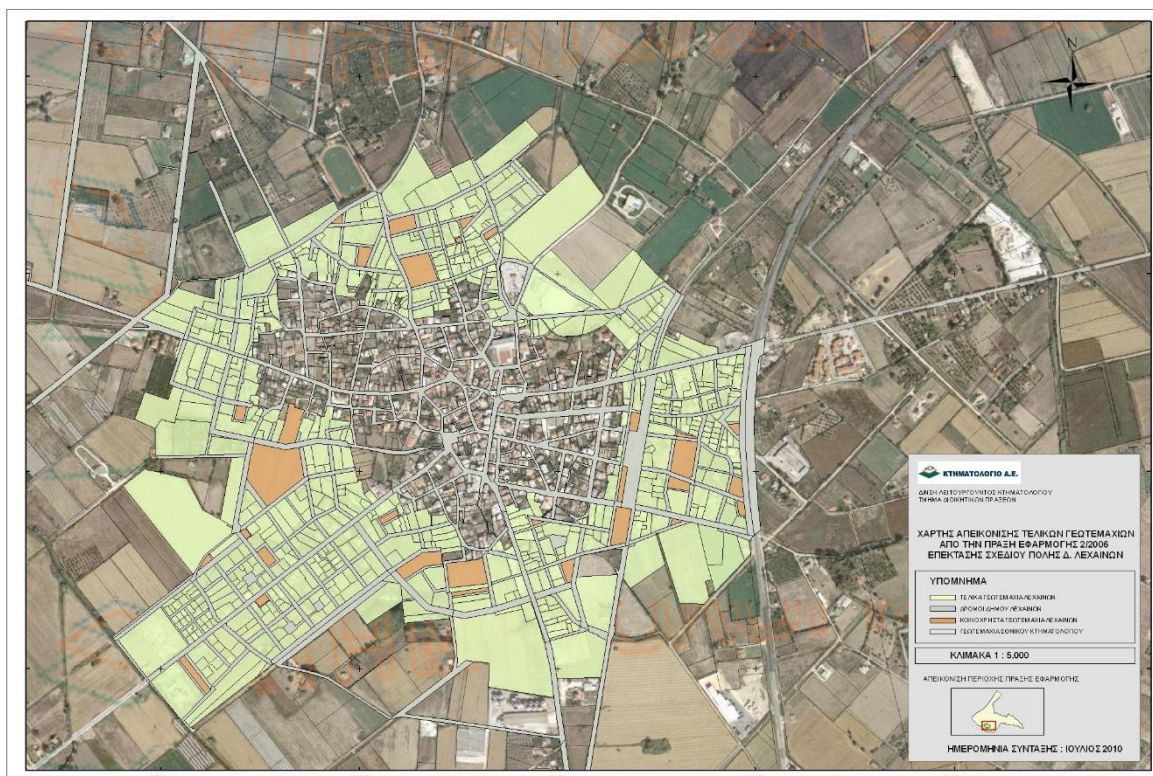 N
ΚΤΗΜΑΤΟΛΟΓΙΟ Α.Ε.
Δ/ΝΣΗ ΛΕΙΤΟΥΡΓΟΥΝΤΟΣ ΚΤΗΜΑΤΟΛΟΓΙΟΥ
ΤΜΗΜΑ ΔΙΟΙΚΗΤΙΚΩΝ ΠΡΑΞΕΩΝ
ΧΑΡΤΗΣ ΑΠΕΙΚΟΝΙΣΗΣ ΤΕΛΙΚΩΝ ΓΕΩΤΕΜΑΧΙΩΝ
ΑΠΟ ΤΗΝ ΠΡΑΞΗ ΕΦΑΡΜΟΓΗΣ 2/2006
ΕΠΕΚΤΑΣΗΣ ΣΧΕΔΙΟΥ ΠΟΛΗΣ Δ. ΛΕΧΑΙΝΩΝ
ΥΠΟΜΝΗΜΑ
ΤΕΛΙΚΑ ΓΕΩΤΕΜΑΧΙΑ ΛΕΧΑΙΝΩΝ
ΔΡΟΜΟΙ ΔΗΜΟΥ ΛΕΧΑΙΝΩΝ
ΚΟΙΝΟΧΡΗΣΤΑ ΓΕΩΤΕΜΑΧΙΑ ΛΕΧΑΙΝΩΝ
ΓΕΩΤΕΜΑΧΙΑ ΕΘΝΙΚΟΥ ΚΤΗΜΑΤΟΛΟΓΙΟΥ
ΚΛΙΜΑΚΑ 1 : 5.000
ΑΠΕΙΚΟΝΙΣΗ ΠΕΡΙΟΧΗΣ ΠΡΑΞΗΣ ΕΦΑΡΜΟΓΗΣ
ΗΜΕΡΟΜΗΝΙΑ ΣΥΝΤΑΞΗΣ : ΙΟΥΛΙΟΣ 2010